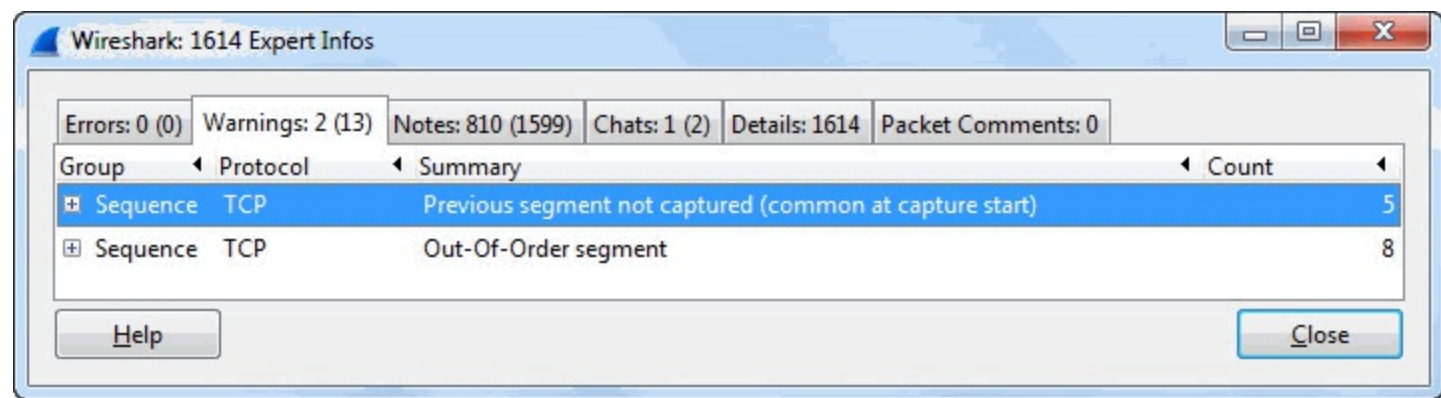 Wireshark: 1614 Expert Infos
Errors: 0 (0) Warnings: 2 (13) Notes: 810 (1599) Chats: 1 (2) Details: 1614 Packet Comments: 0
Group Protocol Summary Count
Sequence TCP Previous segment not captured (common at capture start) 5
Sequence TCP Out-Of-Order segment 8
Help Close